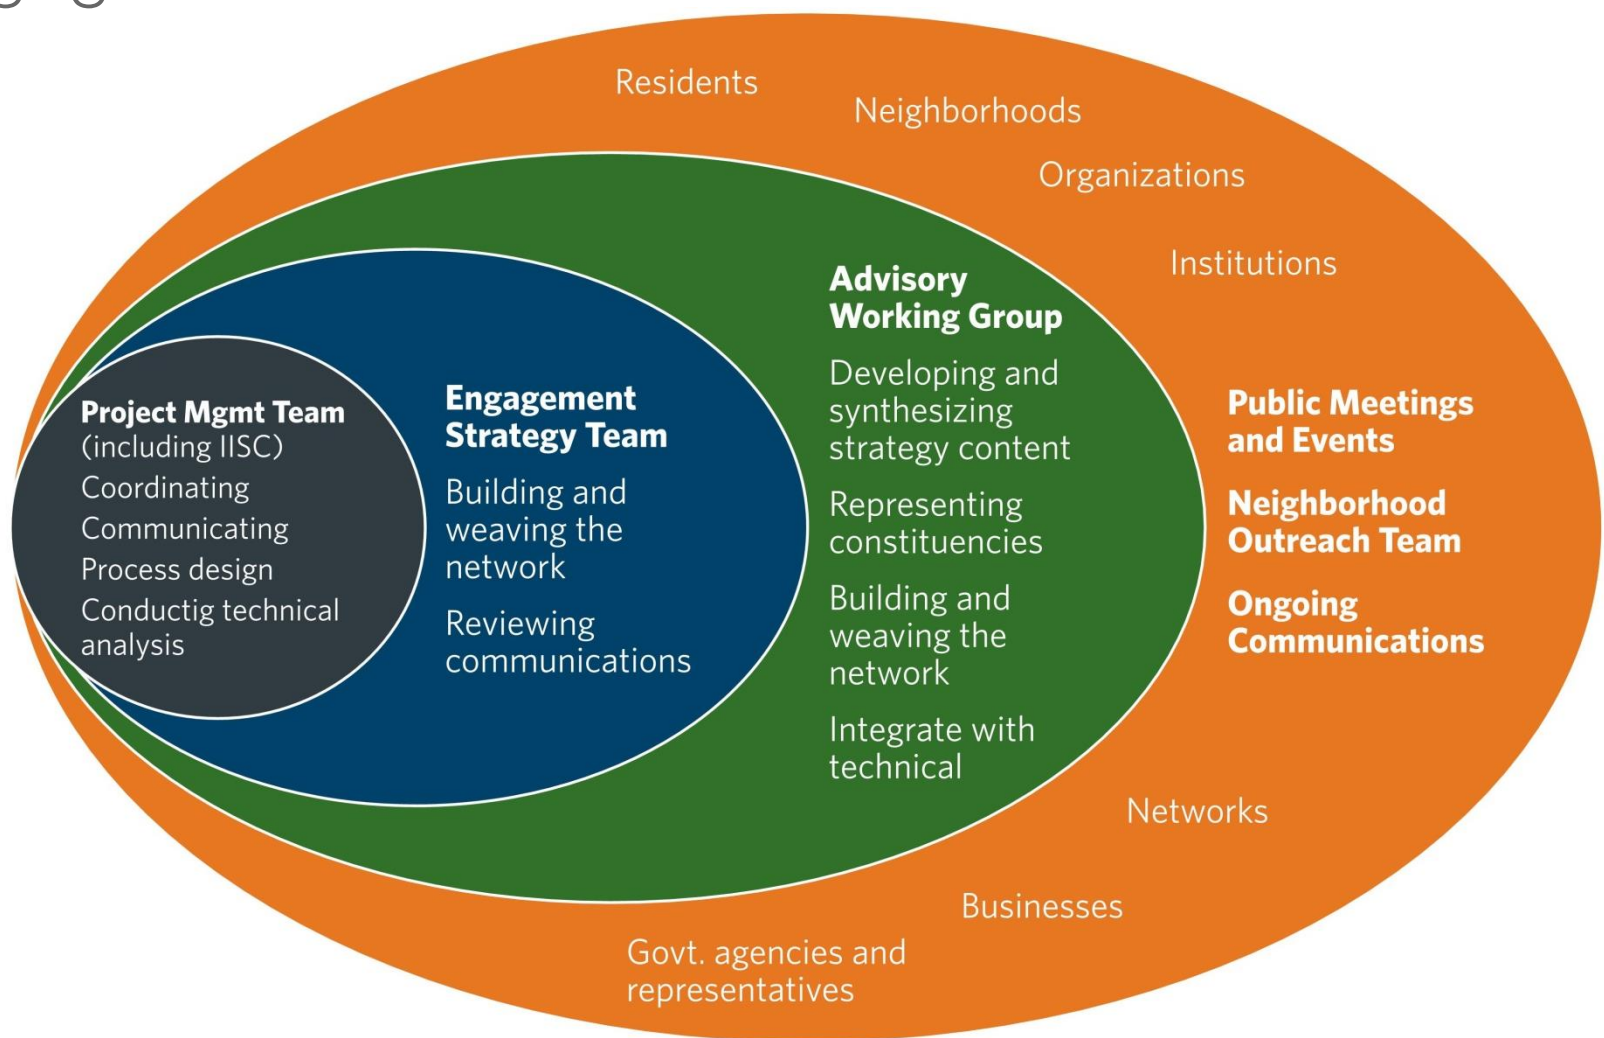 Residents
Neighborhoods
Organizations
Institutions
Project Mgmt Team
(including IISC)
Coordinating
Communicating
Process design
Conductig technical
analysis
Engagement
Strategy Team
Building and
weaving the
network
Reviewing
communications
Advisory
Working Group
Developing and
synthesizing
strategy content
Representing
constituencies
Building and
weaving the
network
Integrate with
technical
Public Meetings
and Events
Neighborhood
Outreach Team
Ongoing
Communications
Networks
Businesses
Govt. agencies and
representatives